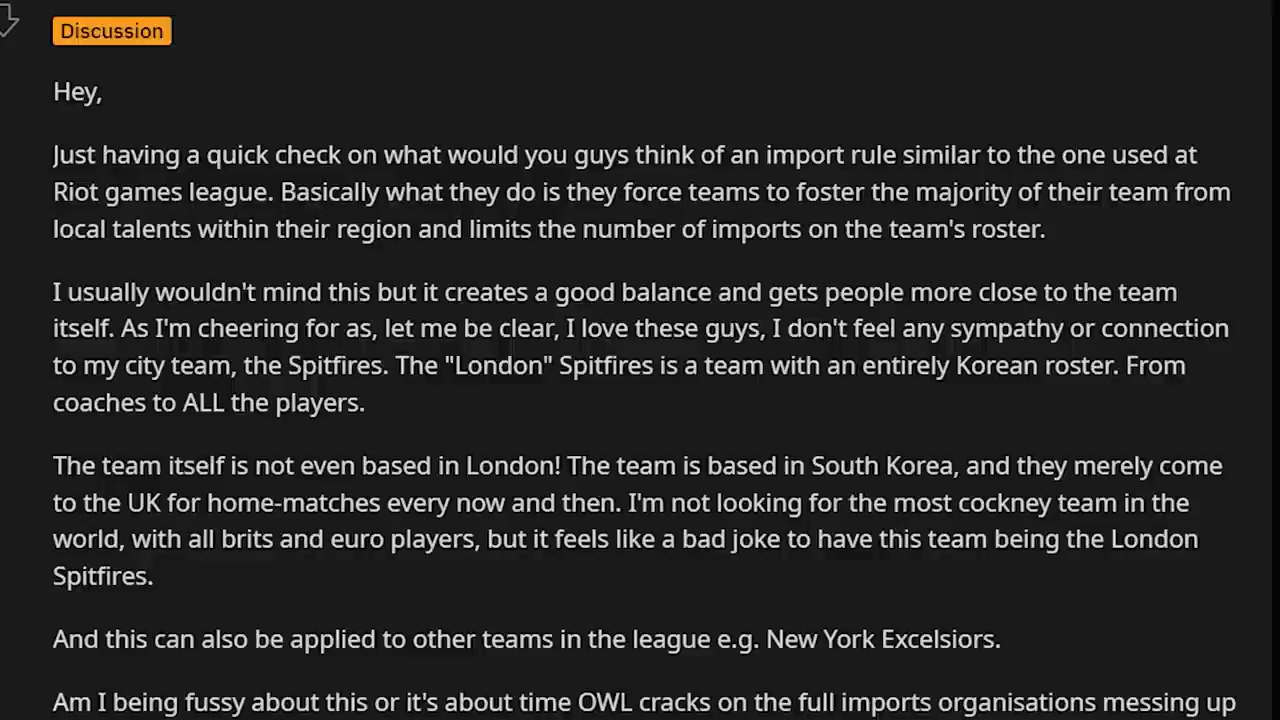 Discussion
Hey,
Just having a quick check on what would you guys think of an import rule similar to the one used at
Riot games league. Basically what they do is they force teams to foster the majority of their team from
local talents within their region and limits the number of imports on the team's roster.
I usually wouldn't mind this but it creates a good balance and gets people more close to the team
itself. As I'm cheering for as, let me be clear, I love these guys, I don't feel any sympathy or connection
to my city team, the Spitfires. The "London" Spitfires is a team with an entirely Korean roster. From
coaches to ALL the players.
The team itself is not even based in London! The team is based in South Korea, and they merely come
to the UK for home-matches every now and then. I'm not looking for the most cockney team in the
world, with all brits and euro players, but it feels like a bad joke to have this team being the London
Spitfires.
And this can also be applied to other teams in the league e.g. New York Excelsiors.
Am I being fussy about this or it's about time OWL cracks on the full imports organisations messing up